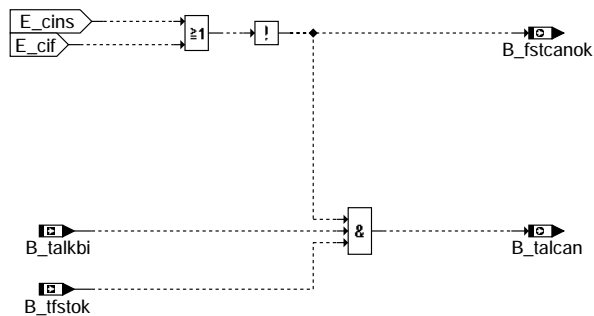 E_cins
E_cif
≧1
!
B_fstcanok
&
B_talkbi
B_talcan
B_tfstok